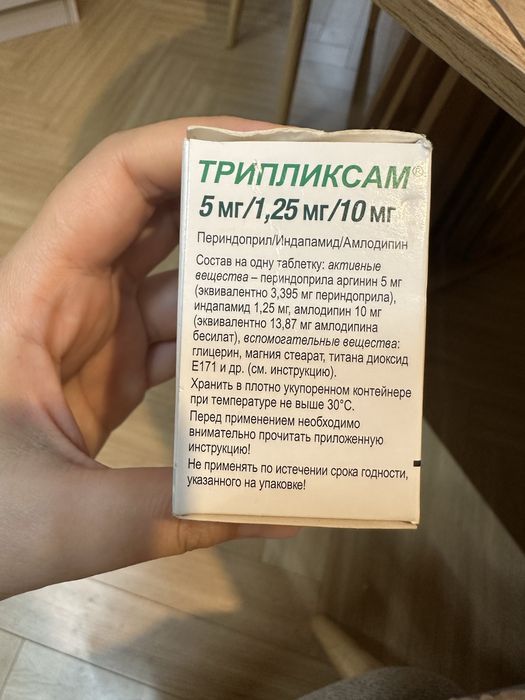 ТРИПЛИКСАМ®
5 мг/1,25 мг/10 мг
Периндоприл/Индапамид/Амлодипин
Состав на одну таблетку: активные
вещества – периндоприла аргинин 5 мг
(эквивалентно 3,395 мг периндоприла),
индапамид 1,25 мг, амлодипин 10 мг
(эквивалентно 13,87 мг амлодипина
бесилат), вспомогательные вещества:
глицерин, магния стеарат, титана диоксид
Е171 и др. (см. инструкцию).
Хранить в плотно укупоренном контейнере
при температуре не выше 30°С.
Перед применением необходимо
внимательно прочитать приложенную
инструкцию!
Не применять по истечении срока годности,
указанного на упаковке!